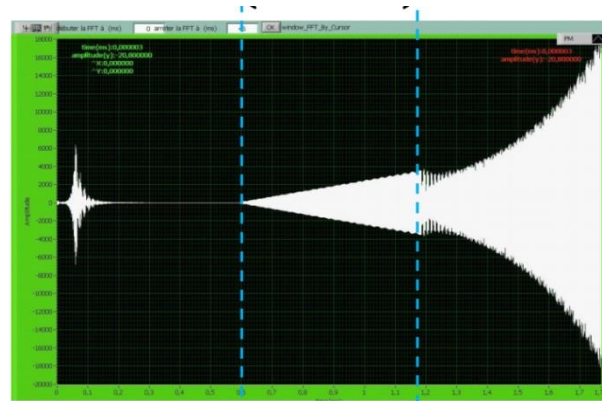 débuter la FFT à (ms) 0 arrêter la FFT à (ms) OK window_FFT_By_Cursor
PM
time(ms):0,000003
amplitude(y):-20,800000
^X:0,000000
^Y:0,000000
time(ms):0,000003
amplitude(y):-20,800000
18000
16000
14000
12000
10000
8000
6000
4000
2000
0
-2000
-4000
-6000
-8000
-10000
-12000
-14000
-16000
-18000
-20000
Amplitude
0 0,1 0,2 0,3 0,4 0,5 0,6 0,7 0,8 0,9 1 1,1 1,2 1,3 1,4 1,5 1,6 1,7